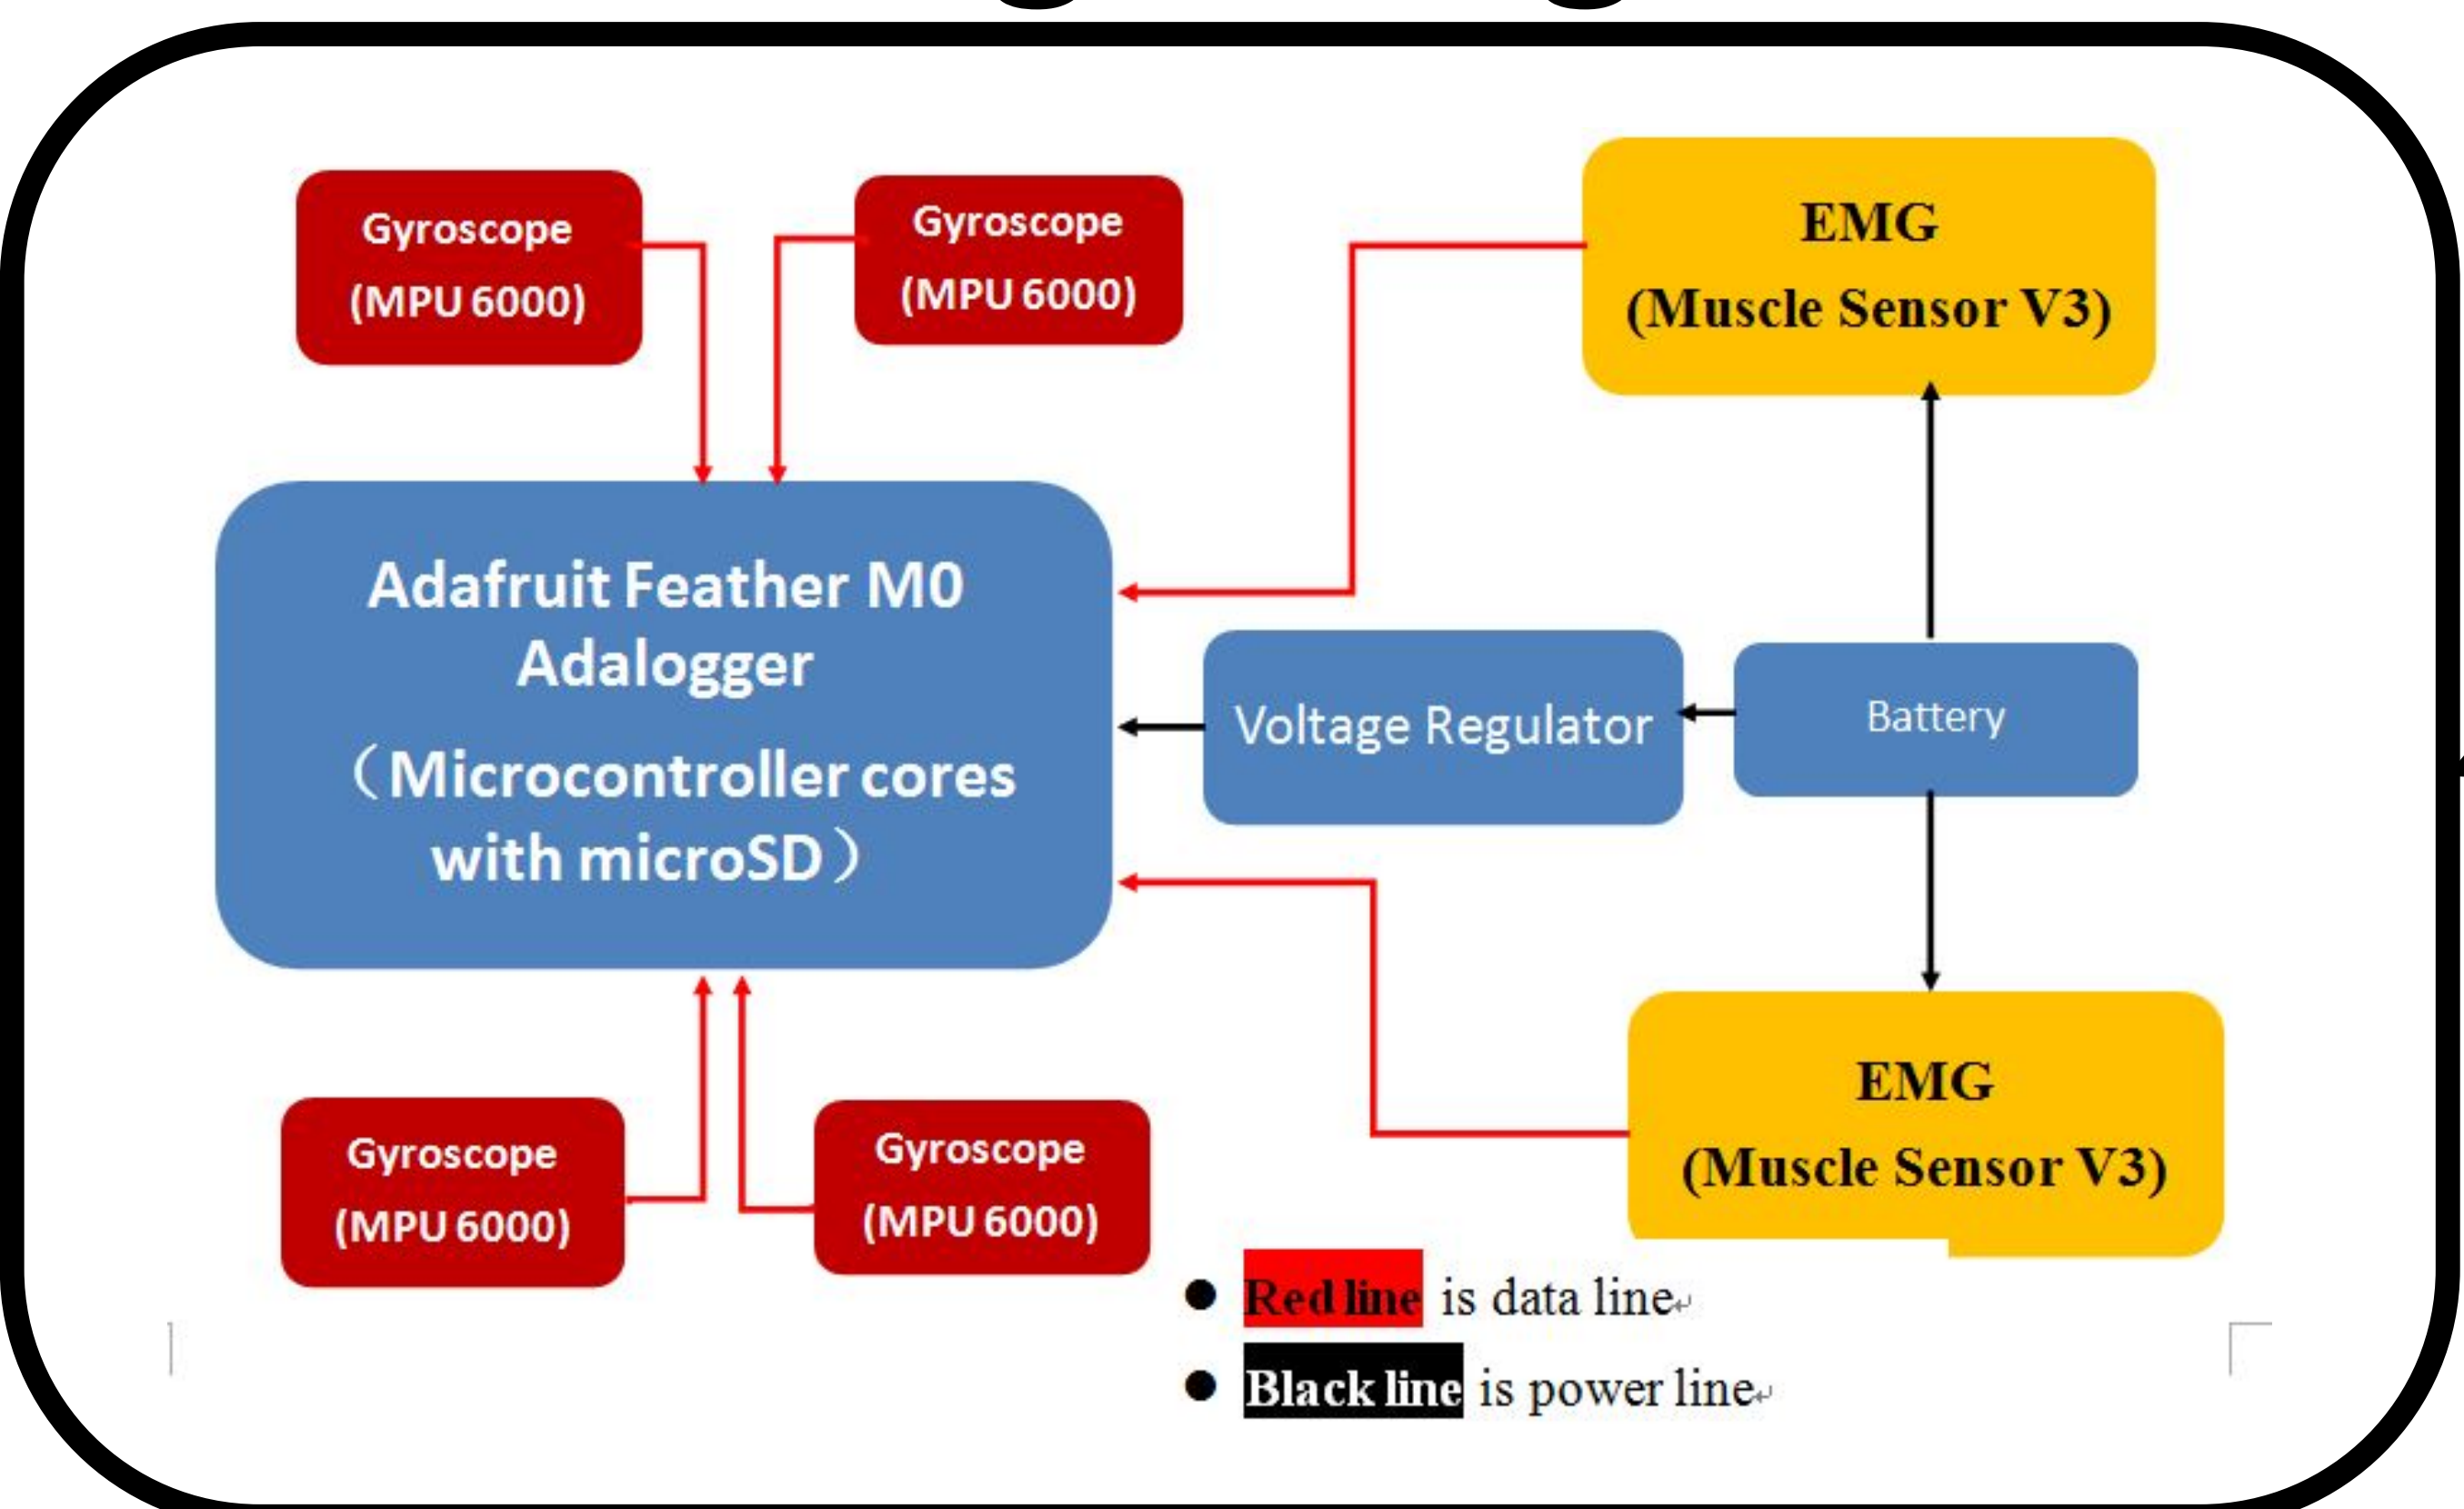 Gyroscope
(MPU 6000)
Gyroscope
(MPU 6000)
EMG
(Muscle Sensor V3)
Adafruit Feather M0
Adalogger
（Microcontroller cores
with microSD）
Voltage Regulator
Battery
Gyroscope
(MPU 6000)
Gyroscope
(MPU 6000)
EMG
(Muscle Sensor V3)
● Red line is data line↵
● Black line is power line↵